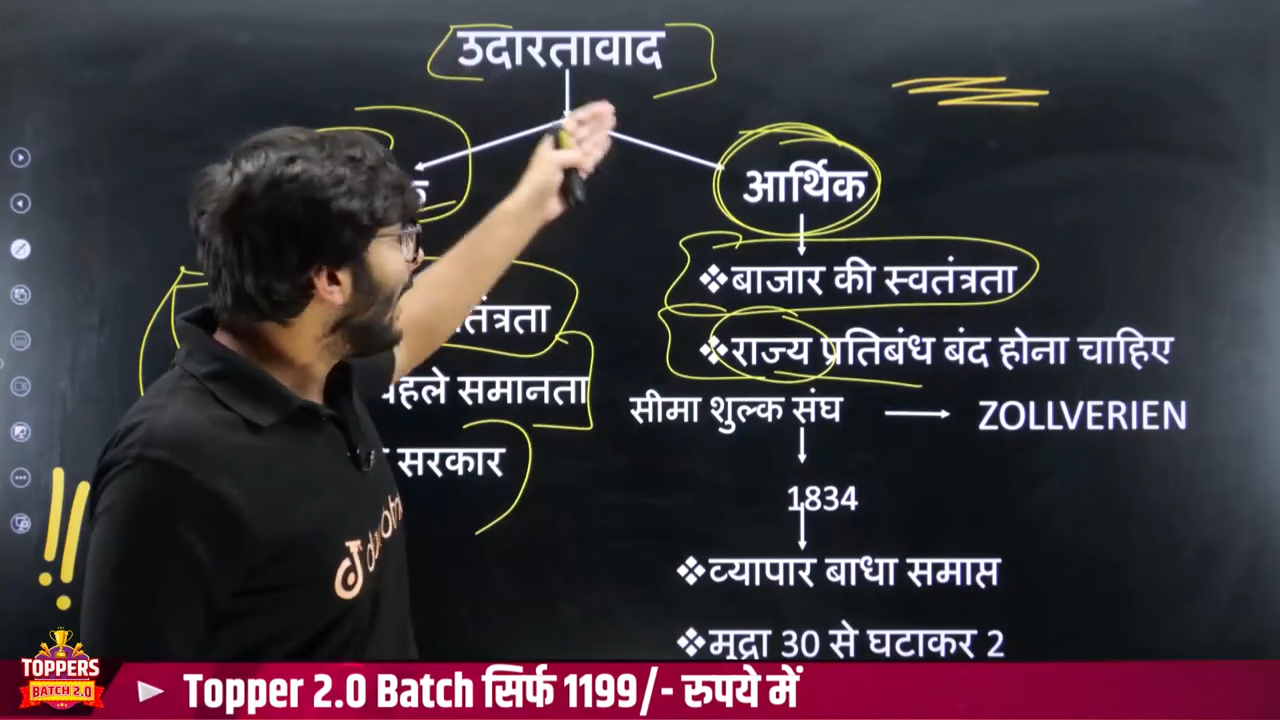 उदारतावाद
आर्थिक
❖बाजार की स्वतंत्रता
❖राज्य प्रतिबंध बंद होना चाहिए
समानता
सरकार
सीमा शुल्क संघ → ZOLLVERIEN
1834
❖व्यापार बाधा समाप्त
❖मुद्रा 30 से घटाकर 2
TOPPERS
BATCH 2.0
Topper 2.0 Batch सिर्फ 1199/- रुपये में